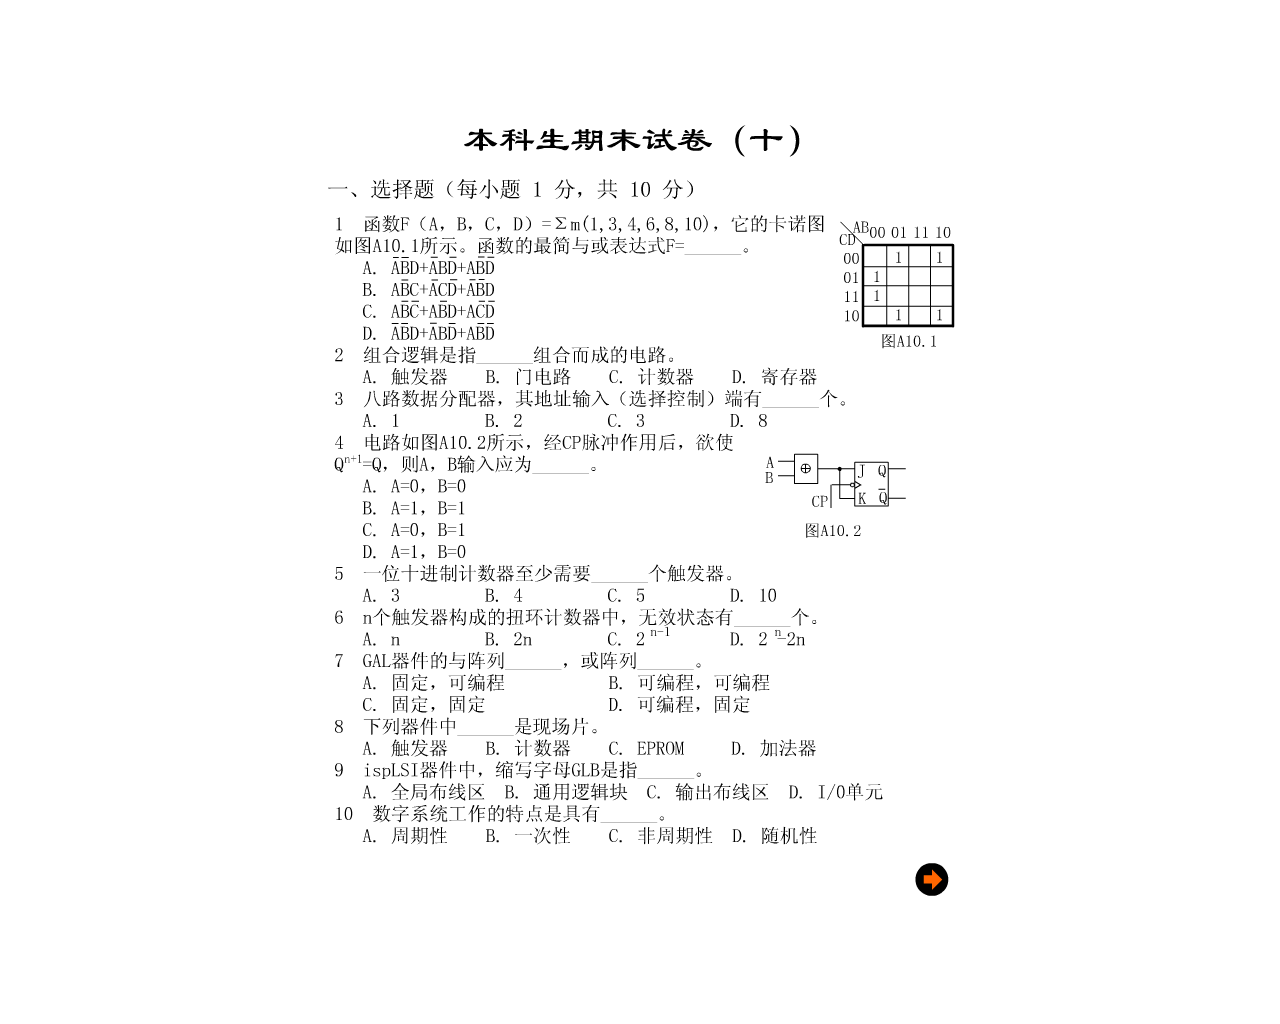 本科生期末试卷（十）
一、选择题（每小题 1 分，共 10 分）
1 函数F（A，B，C，D）=Σm(1,3,4,6,8,10)，它的卡诺图
如图A10.1所示。函数的最简与或表达式F=______。
A. A̅B̅D+A̅BD̅+AB̅D̅
B. AB̅C+A̅CD̅+A̅B̅D
C. AB̅C̅+AB̅D+AC̅D̅
D. A̅B̅D+A̅BD̅+AB̅D̅
AB 00 01 11 10
CD
00 1 1
01 1
11 1
10 1 1
图A10.1
2 组合逻辑是指______组合而成的电路。
A. 触发器 B. 门电路 C. 计数器 D. 寄存器
3 八路数据分配器，其地址输入（选择控制）端有______个。
A. 1 B. 2 C. 3 D. 8
4 电路如图A10.2所示，经CP脉冲作用后，欲使
Qⁿ⁺¹=Q，则A，B输入应为______。
A. A=0，B=0
B. A=1，B=1
C. A=0，B=1
D. A=1，B=0
A
B
⊕
J Q
CP
K Q̅
图A10.2
5 一位十进制计数器至少需要______个触发器。
A. 3 B. 4 C. 5 D. 10
6 n个触发器构成的扭环计数器中，无效状态有______个。
A. n B. 2n C. 2ⁿ⁻¹ D. 2ⁿ-2n
7 GAL器件的与阵列______，或阵列______。
A. 固定，可编程 B. 可编程，可编程
C. 固定，固定 D. 可编程，固定
8 下列器件中______是现场片。
A. 触发器 B. 计数器 C. EPROM D. 加法器
9 ispLSI器件中，缩写字母GLB是指______。
A. 全局布线区 B. 通用逻辑块 C. 输出布线区 D. I/O单元
10 数字系统工作的特点是具有______。
A. 周期性 B. 一次性 C. 非周期性 D. 随机性